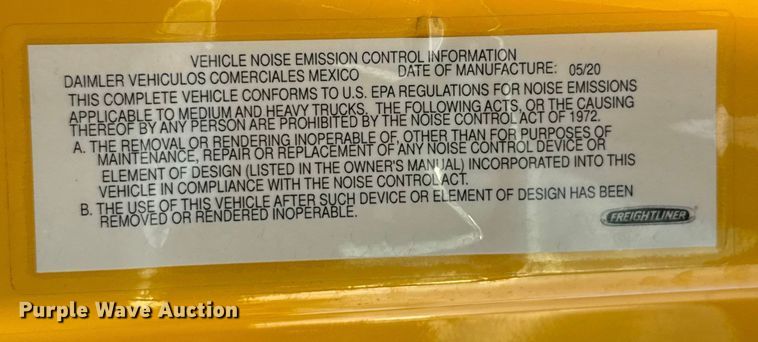 VEHICLE NOISE EMISSION CONTROL INFORMATION
DAIMLER VEHICULOS COMERCIALES MEXICO DATE OF MANUFACTURE: 05/20
THIS COMPLETE VEHICLE CONFORMS TO U.S. EPA REGULATIONS FOR NOISE EMISSIONS
APPLICABLE TO MEDIUM AND HEAVY TRUCKS. THE FOLLOWING ACTS, OR THE CAUSING
THEREOF BY ANY PERSON ARE PROHIBITED BY THE NOISE CONTROL ACT OF 1972.
A. THE REMOVAL OR RENDERING INOPERABLE OF, OTHER THAN FOR PURPOSES OF
MAINTENANCE, REPAIR OR REPLACEMENT OF ANY NOISE CONTROL DEVICE OR
ELEMENT OF DESIGN (LISTED IN THE OWNER'S MANUAL) INCORPORATED INTO THIS
VEHICLE IN COMPLIANCE WITH THE NOISE CONTROL ACT.
B. THE USE OF THIS VEHICLE AFTER SUCH DEVICE OR ELEMENT OF DESIGN HAS BEEN
REMOVED OR RENDERED INOPERABLE.
FREIGHTLINER
Purple Wave Auction